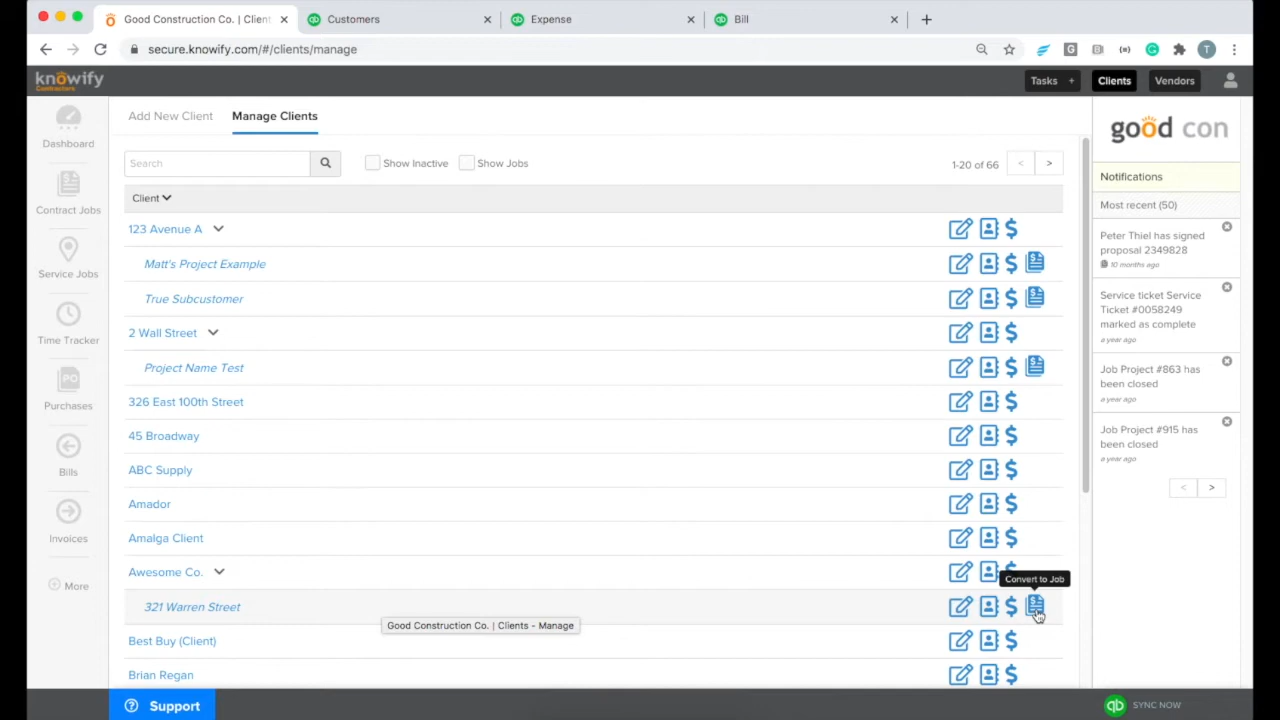 Good Construction Co. | Client
Customers
Expense
Bill
secure.knowify.com/#/clients/manage
G
T
knowify
Contractors
Tasks +
Clients
Vendors
Dashboard
Contract Jobs
Service Jobs
Time Tracker
PO
Purchases
Bills
Invoices
More
Add New Client
Manage Clients
Search
Show Inactive
Show Jobs
1-20 of 66
< >
Client
123 Avenue A
Matt's Project Example
True Subcustomer
2 Wall Street
Project Name Test
326 East 100th Street
45 Broadway
ABC Supply
Amador
Amalga Client
Awesome Co.
Convert to Job
321 Warren Street
Good Construction Co. | Clients - Manage
Best Buy (Client)
Brian Regan
good con
Notifications
Most recent (50)
Peter Thiel has signed
proposal 2349828
10 months ago
Service ticket Service
Ticket #0058249
marked as complete
a year ago
Job Project #863 has
been closed
a year ago
Job Project #915 has
been closed
a year ago
< >
Support
qb SYNC NOW